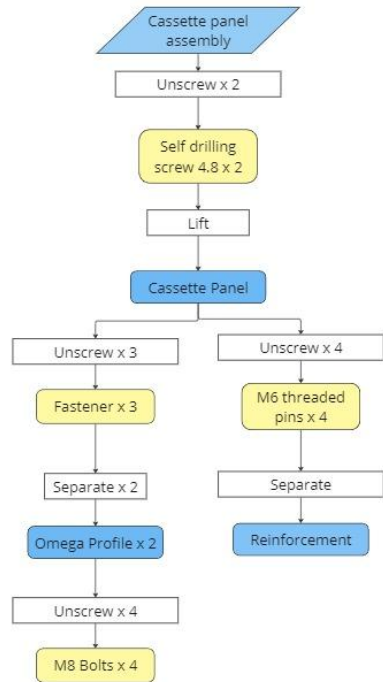 Cassette panel
assembly
Unscrew x 2
Self drilling
screw 4.8 x 2
Lift
Cassette Panel
Unscrew x 3
Unscrew x 4
Fastener x 3
M6 threaded
pins x 4
Separate x 2
Separate
Omega Profile x 2
Reinforcement
Unscrew x 4
M8 Bolts x 4